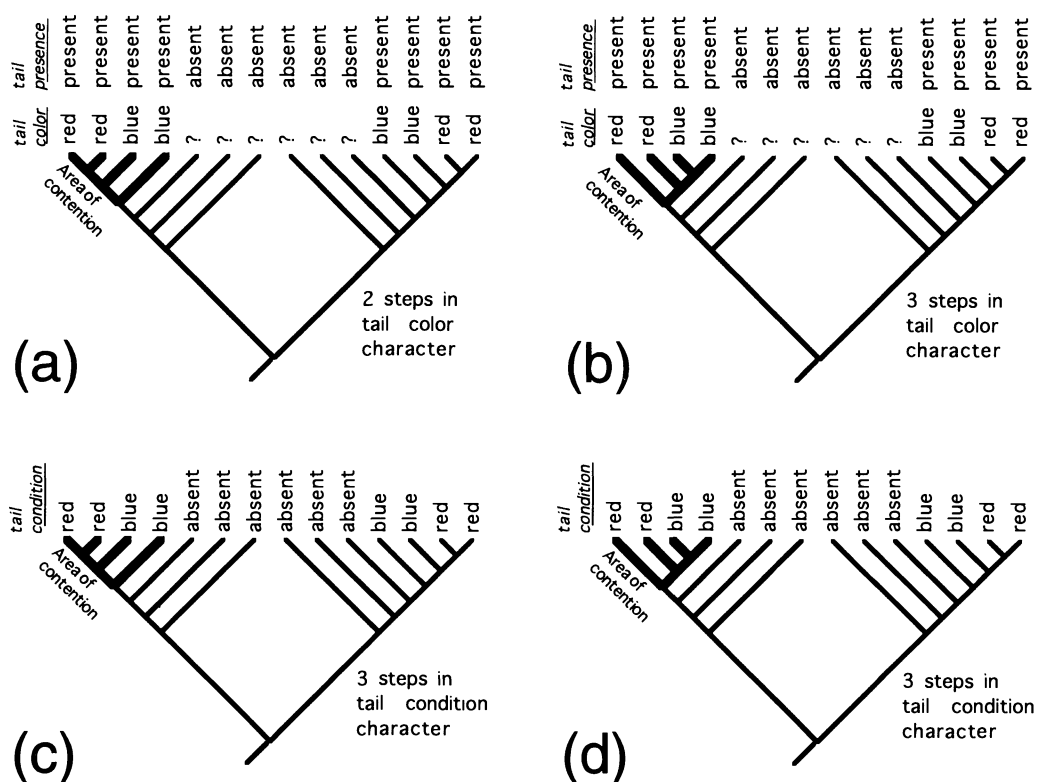 tail
presence
present present present present absent absent absent absent absent absent present present present present
tail
color
red red blue blue ? ? ? ? ? ? blue blue red red
Area of
contention
2 steps in
tail color
character
(a)
tail
presence
present present present present absent absent absent absent absent absent present present present present
tail
color
red red blue blue ? ? ? ? ? ? blue blue red red
Area of
contention
3 steps in
tail color
character
(b)
tail
condition
red red blue blue absent absent absent absent absent absent blue blue red red
Area of
contention
3 steps in
tail condition
character
(c)
tail
condition
red red blue blue absent absent absent absent absent absent blue blue red red
Area of
contention
3 steps in
tail condition
character
(d)